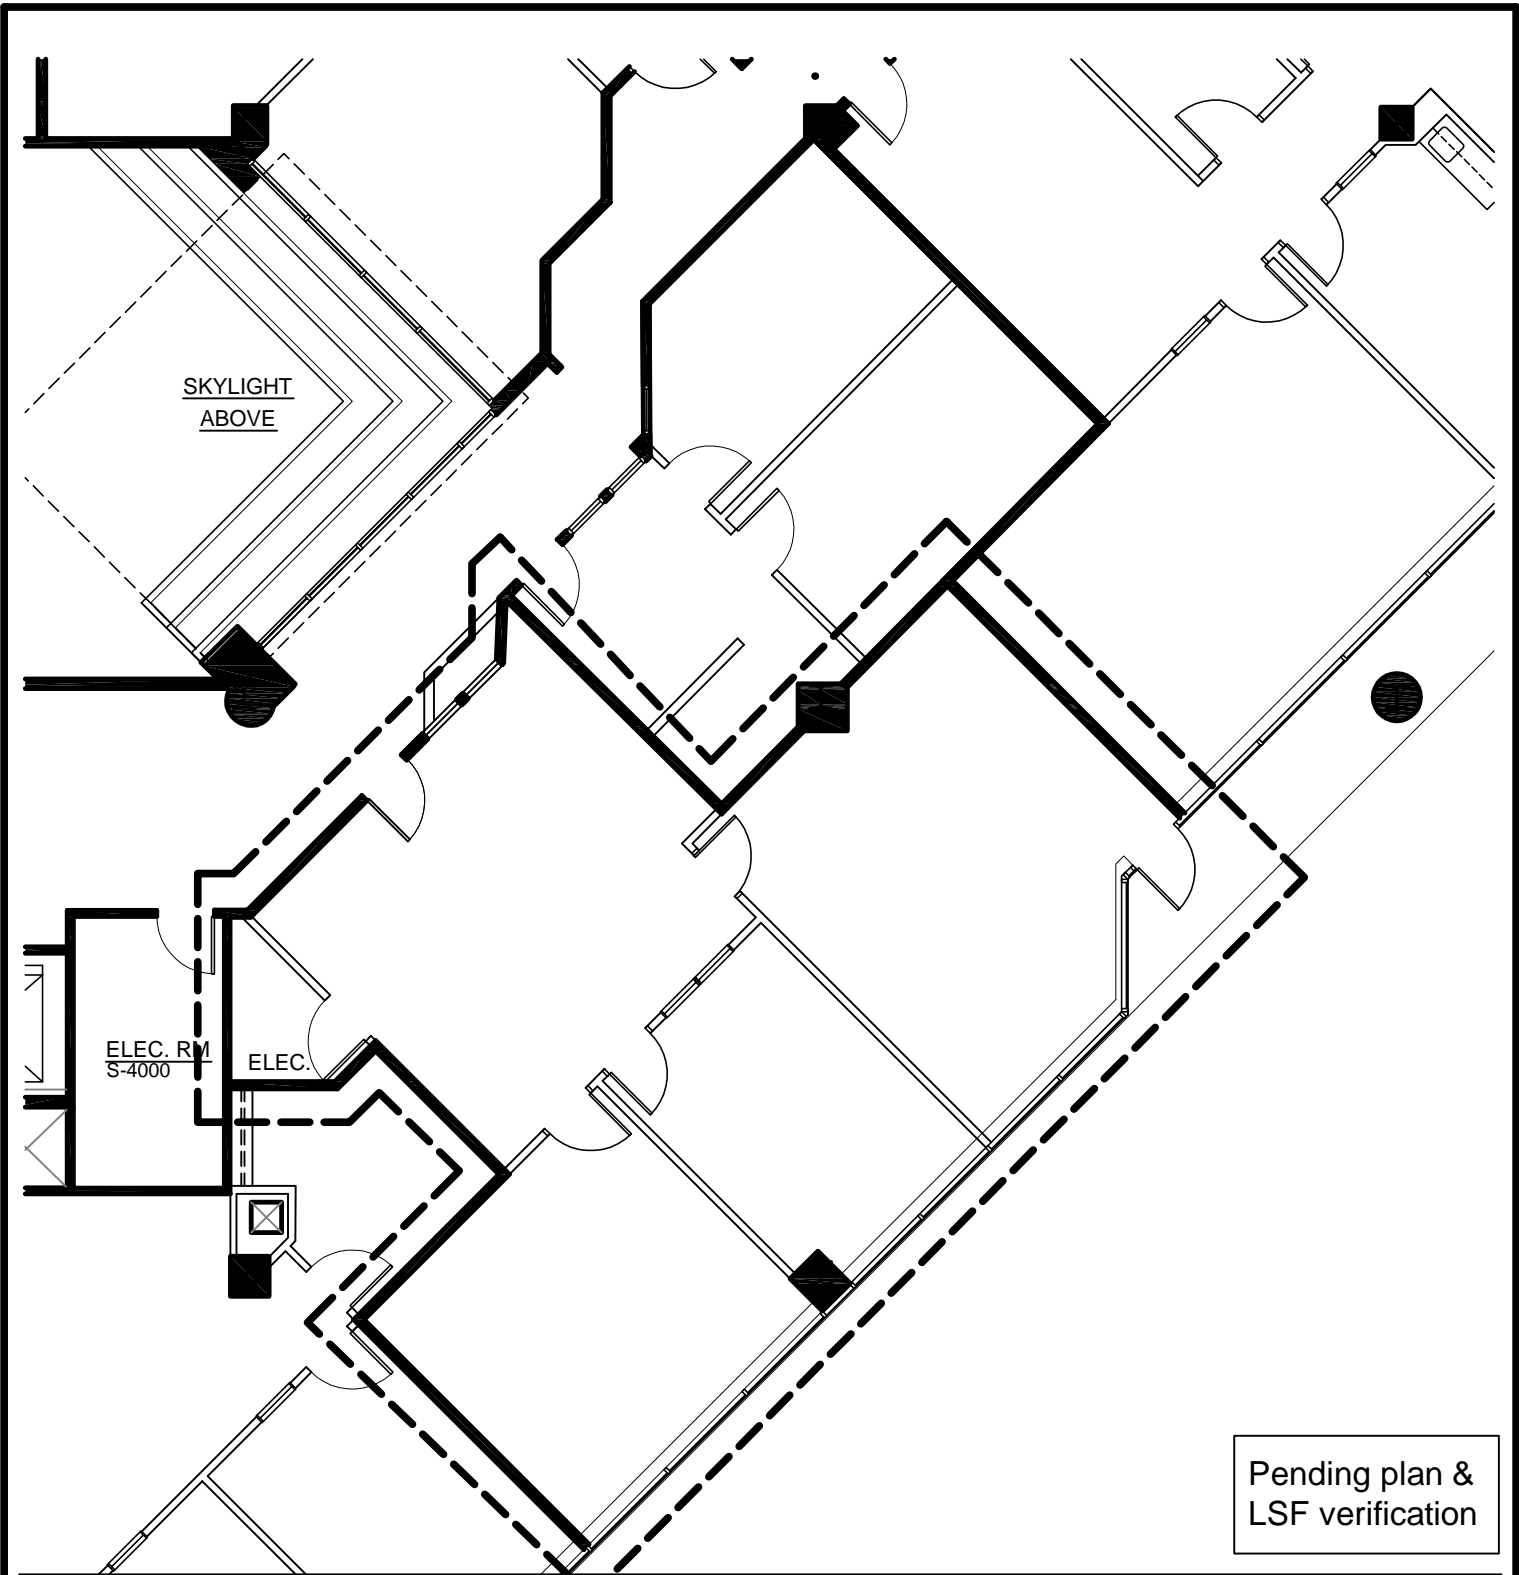 SKYLIGHT
ABOVE
ELEC. RM
S-4000
ELEC.
Pending plan &
LSF verification